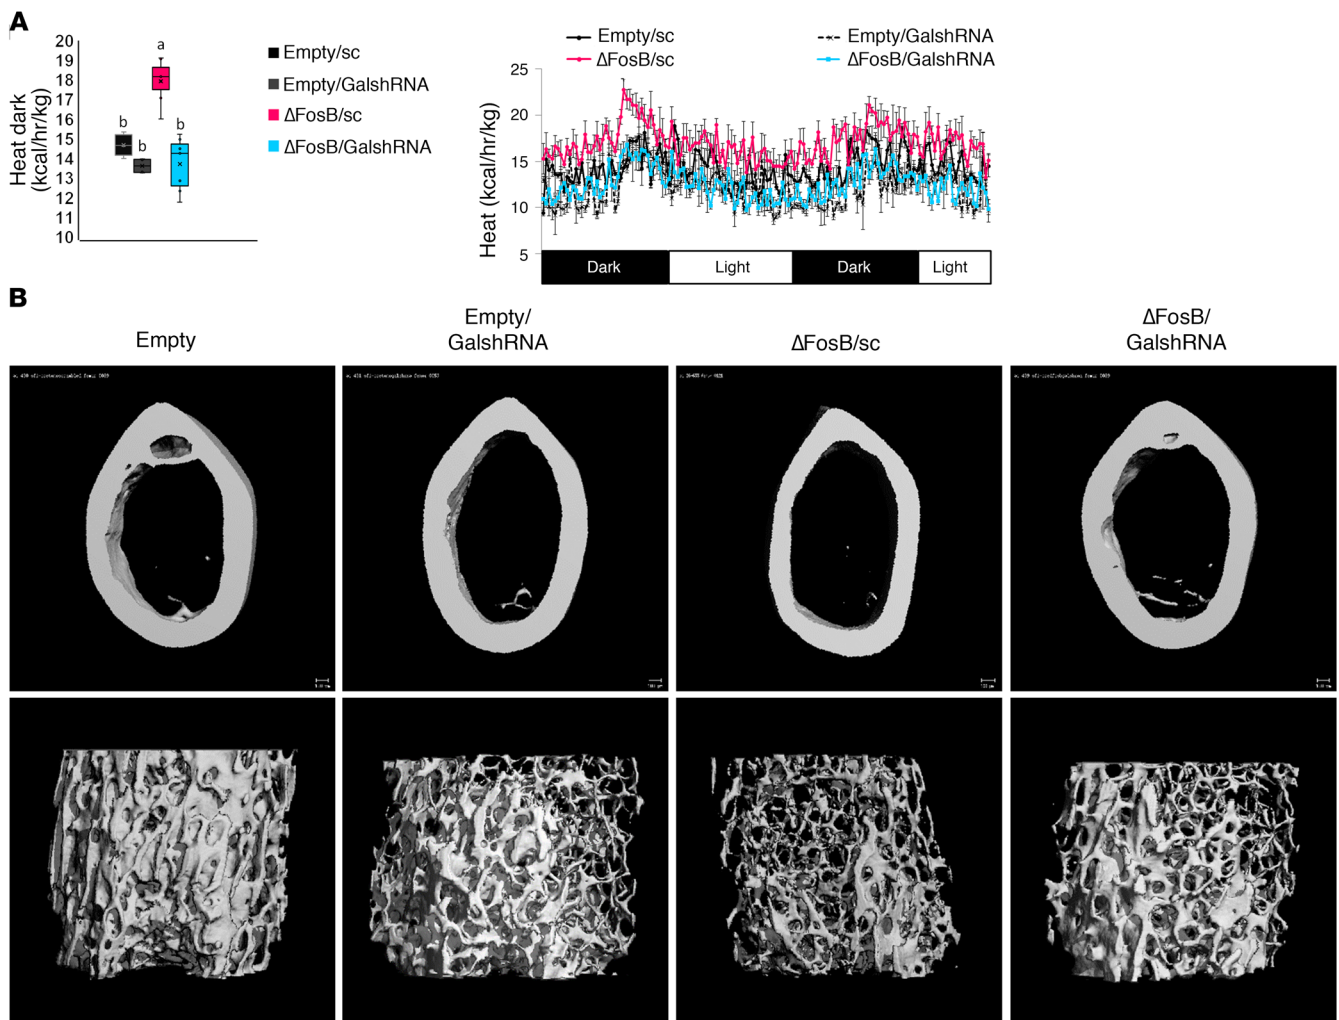 A
Heat dark
(kcal/hr/kg)
20
19
18
17
16
15
14
13
12
11
10
b
b
a
b
Empty/sc
Empty/GalshRNA
ΔFosB/sc
ΔFosB/GalshRNA
Empty/sc
ΔFosB/sc
Empty/GalshRNA
ΔFosB/GalshRNA
Heat (kcal/hr/kg)
25
20
15
10
5
Dark
Light
Dark
Light
B
Empty
Empty/
GalshRNA
ΔFosB/sc
ΔFosB/
GalshRNA